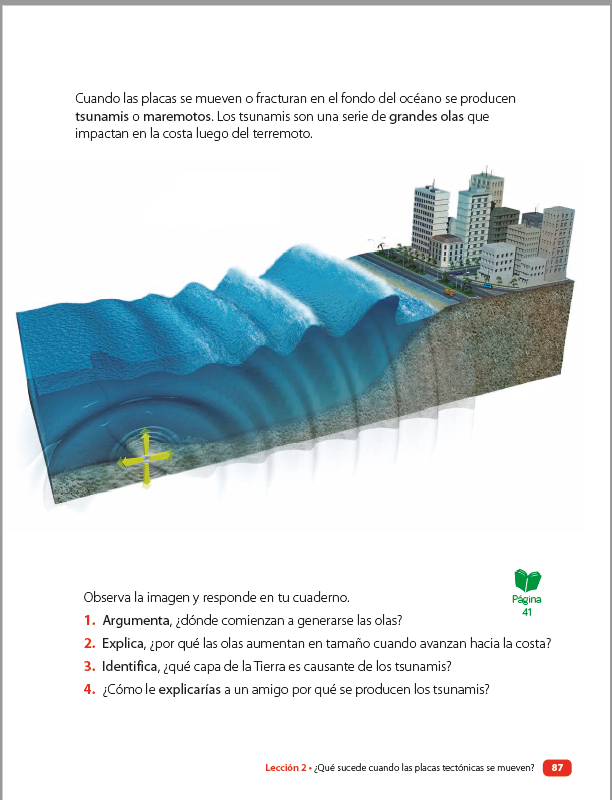 Cuando las placas se mueven o fracturan en el fondo del océano se producen
tsunamis o maremotos. Los tsunamis son una serie de grandes olas que
impactan en la costa luego del terremoto.
Observa la imagen y responde en tu cuaderno.
Página
41
1. Argumenta, ¿dónde comienzan a generarse las olas?
2. Explica, ¿por qué las olas aumentan en tamaño cuando avanzan hacia la costa?
3. Identifica, ¿qué capa de la Tierra es causante de los tsunamis?
4. ¿Cómo le explicarías a un amigo por qué se producen los tsunamis?
Lección 2 • ¿Qué sucede cuando las placas tectónicas se mueven? 87